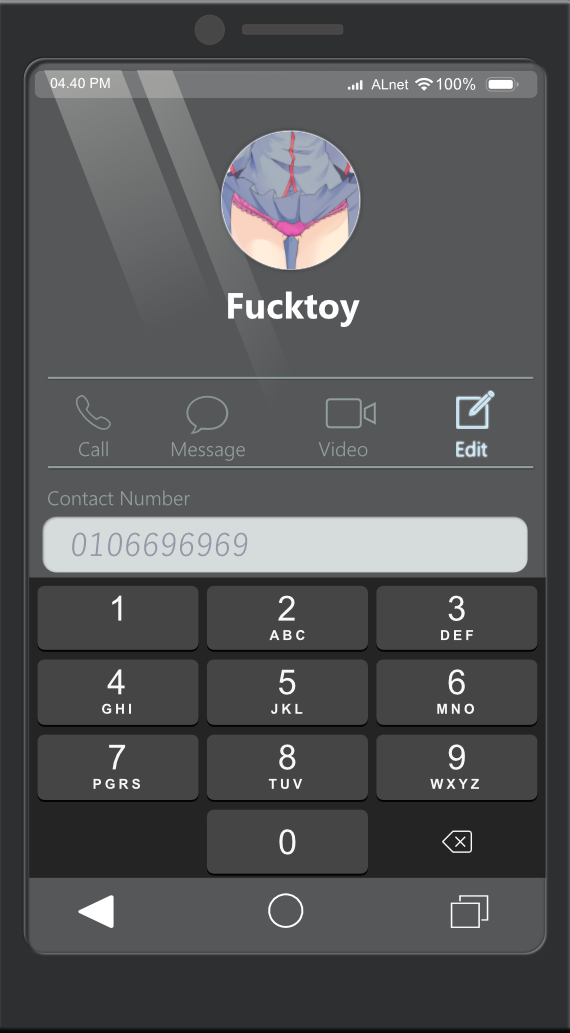 04.40 PM ALnet 100%
Fucktoy
Call Message Video Edit
Contact Number
0106696969
1 2 3
ABC DEF
4 5 6
GHI JKL MNO
7 8 9
PGRS TUV WXYZ
0